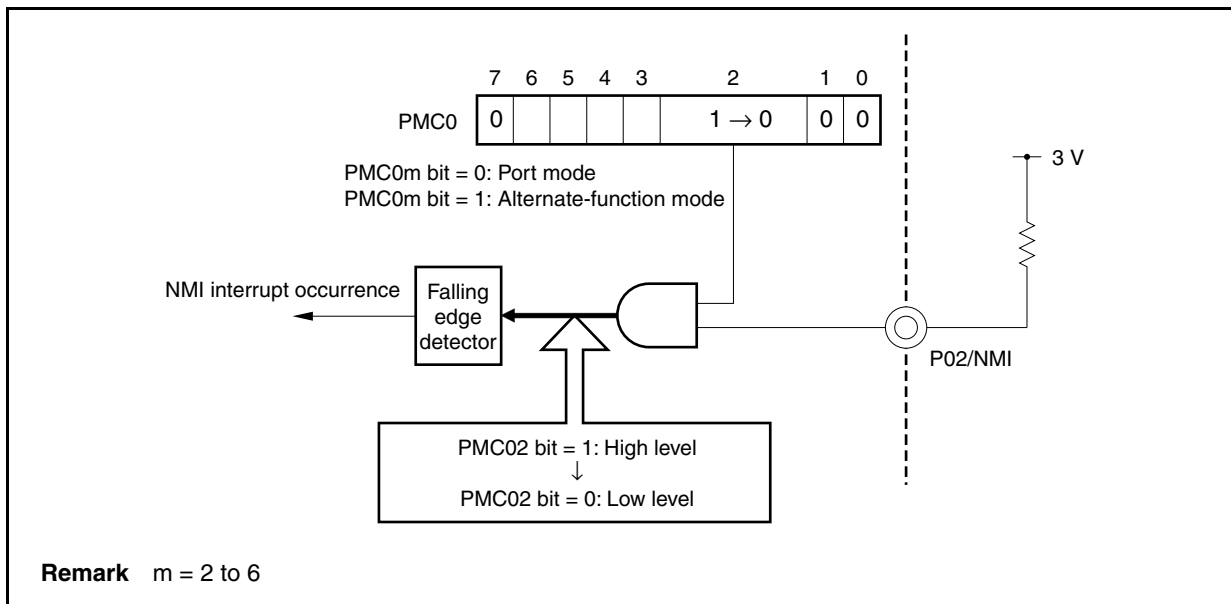 7 6 5 4 3 2 1 0
PMC0 0 1 → 0 0 0
PMC0m bit = 0: Port mode
PMC0m bit = 1: Alternate-function mode
3 V
NMI interrupt occurrence
Falling
edge
detector
P02/NMI
PMC02 bit = 1: High level
↓
PMC02 bit = 0: Low level
Remark m = 2 to 6